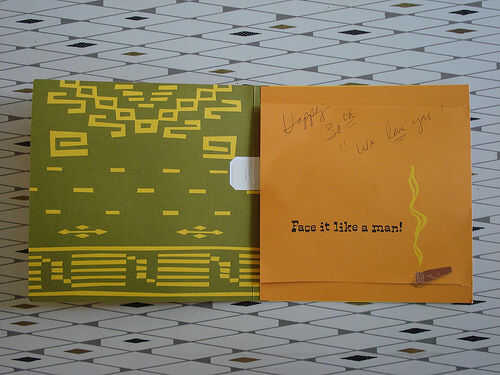 Happy
30th
"We love you!
Face it like a man!